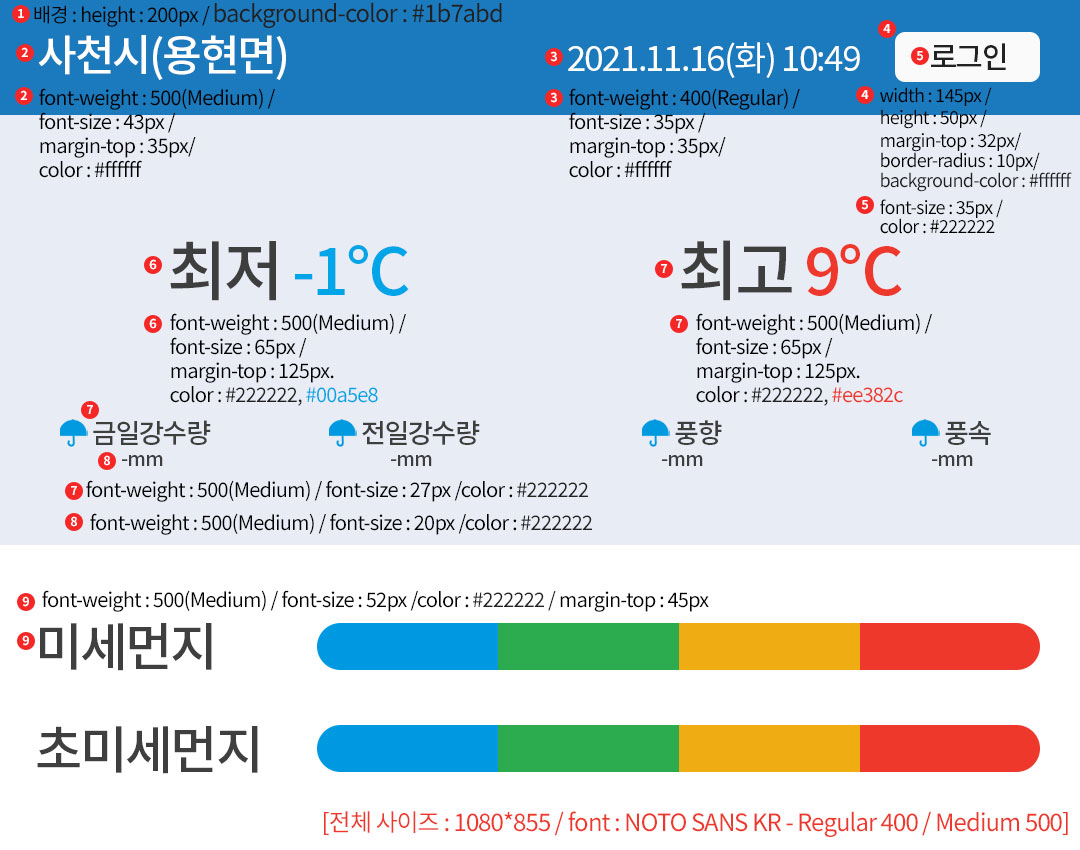 1 배경 : height : 200px / background-color : #1b7abd
2 사천시(용현면)
3 2021.11.16(화) 10:49
4
5 로그인
2 font-weight : 500(Medium) /
font-size : 43px /
margin-top : 35px/
color : #ffffff
3 font-weight : 400(Regular) /
font-size : 35px /
margin-top : 35px/
color : #ffffff
4 width : 145px /
height : 50px /
margin-top : 32px/
border-radius : 10px/
background-color : #ffffff
5 font-size : 35px /
color : #222222
6 최저 -1°C
7 최고 9°C
6 font-weight : 500(Medium) /
font-size : 65px /
margin-top : 125px.
color : #222222, #00a5e8
7 font-weight : 500(Medium) /
font-size : 65px /
margin-top : 125px.
color : #222222, #ee382c
7
금일강수량
8 -mm
전일강수량
-mm
풍향
-mm
풍속
-mm
7 font-weight : 500(Medium) / font-size : 27px /color : #222222
8 font-weight : 500(Medium) / font-size : 20px /color : #222222
9 font-weight : 500(Medium) / font-size : 52px /color : #222222 / margin-top : 45px
9 미세먼지
초미세먼지
[전체 사이즈 : 1080*855 / font : NOTO SANS KR - Regular 400 / Medium 500]